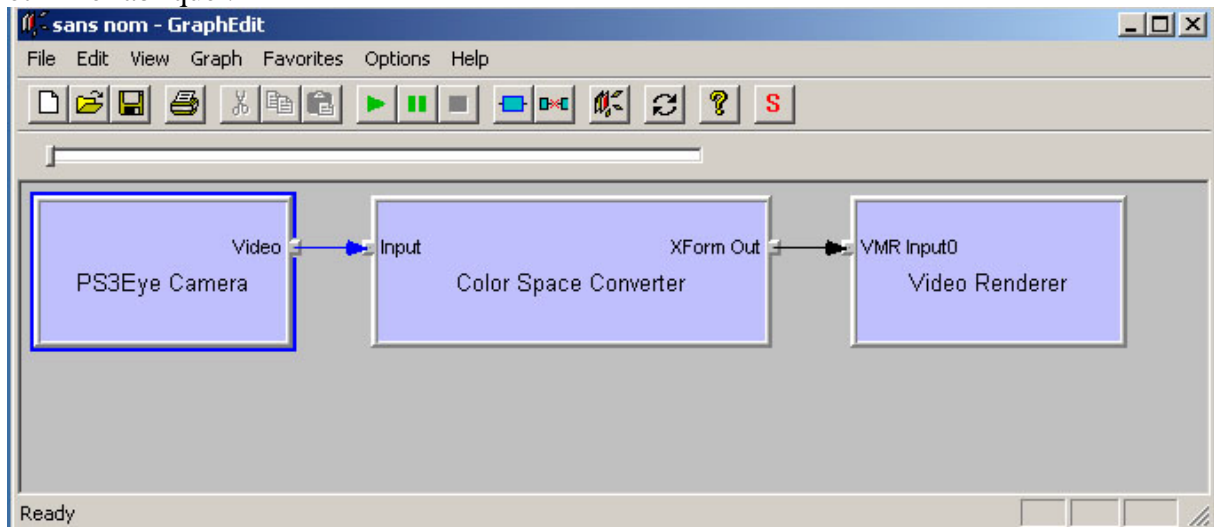 sans nom - GraphEdit
File Edit View Graph Favorites Options Help
S
Video Input XForm Out VMR Input0
PS3Eye Camera Color Space Converter Video Renderer
Ready